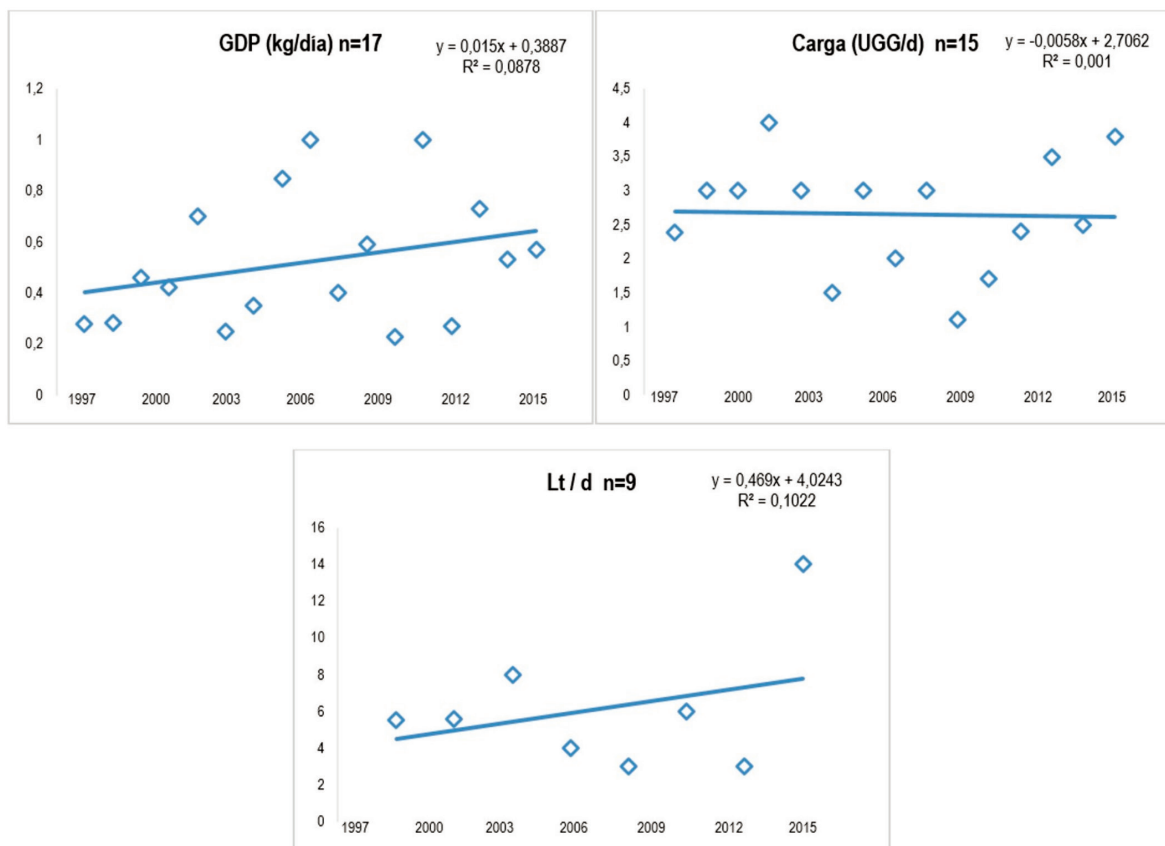 GDP (kg/dia) n=17
y = 0,015x + 0,3887
R² = 0,0878
1,2
1
0,8
0,6
0,4
0,2
0
1997 2000 2003 2006 2009 2012 2015
Carga (UGG/d) n=15
y = -0,0058x + 2,7062
R² = 0,001
4,5
4
3,5
3
2,5
2
1,5
1
0,5
0
1997 2000 2003 2006 2009 2012 2015
Lt / d n=9
y = 0,469x + 4,0243
R² = 0,1022
16
14
12
10
8
6
4
2
0
1997 2000 2003 2006 2009 2012 2015